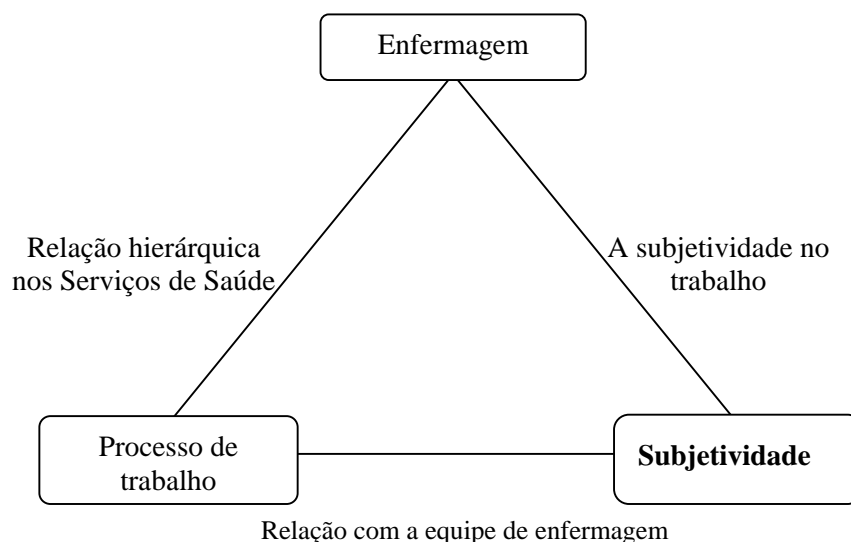 Enfermagem
Relação hierárquica
nos Serviços de Saúde
A subjetividade no
trabalho
Processo de
trabalho
Subjetividade
Relação com a equipe de enfermagem